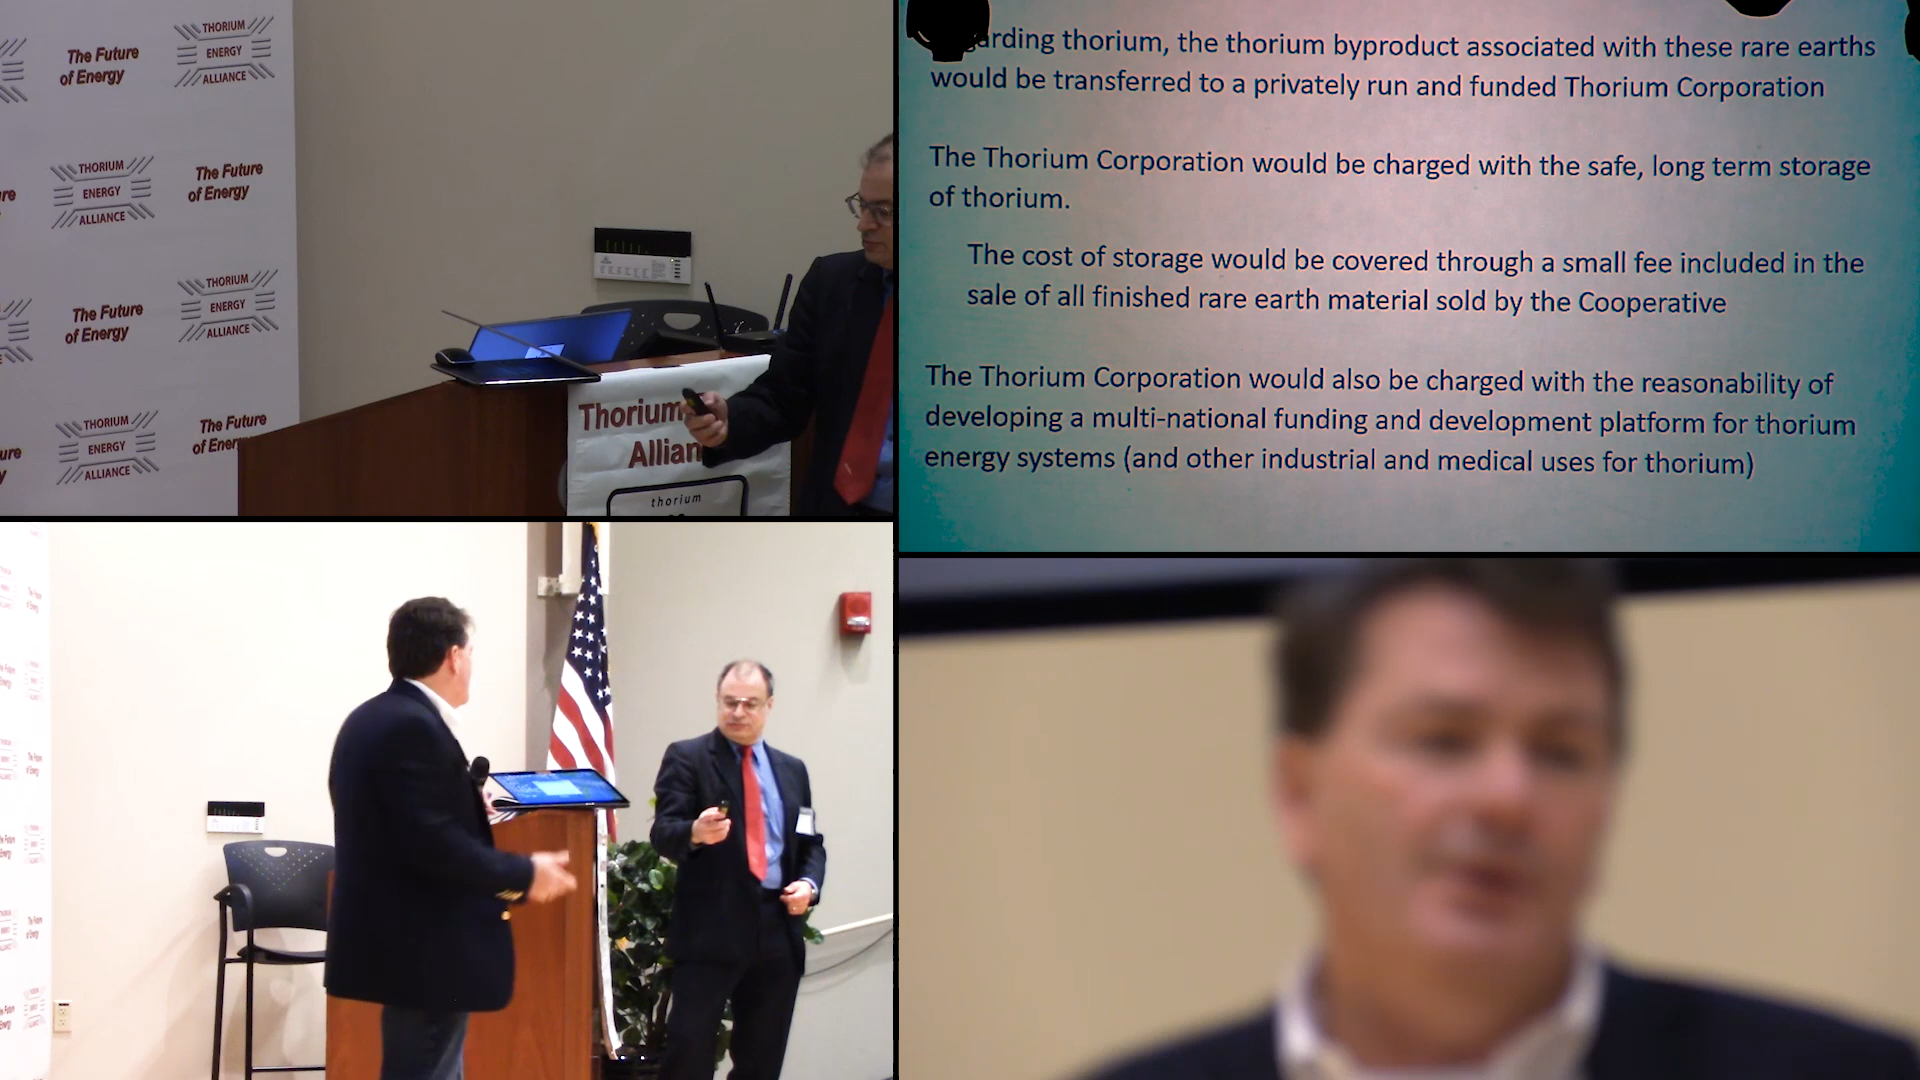 The Future
of Energy
THORIUM
ENERGY
ALLIANCE
THORIUM
ENERGY
ALLIANCE
The Future
of Energy
The Future
of Energy
THORIUM
ENERGY
ALLIANCE
THORIUM
ENERGY
ALLIANCE
The Future
of Energy
Thorium
Allian
thorium
arding thorium, the thorium byproduct associated with these rare earths
would be transferred to a privately run and funded Thorium Corporation
The Thorium Corporation would be charged with the safe, long term storage
of thorium.
The cost of storage would be covered through a small fee included in the
sale of all finished rare earth material sold by the Cooperative
The Thorium Corporation would also be charged with the reasonability of
developing a multi-national funding and development platform for thorium
energy systems (and other industrial and medical uses for thorium)